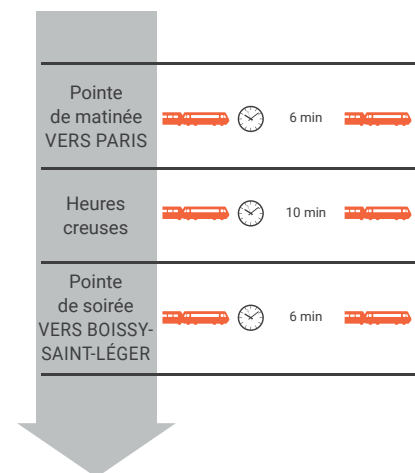 Pointe
de matinée
VERS PARIS
6 min
Heures
creuses
10 min
Pointe
de soirée
VERS BOISSY-
SAINT-LÉGER
6 min